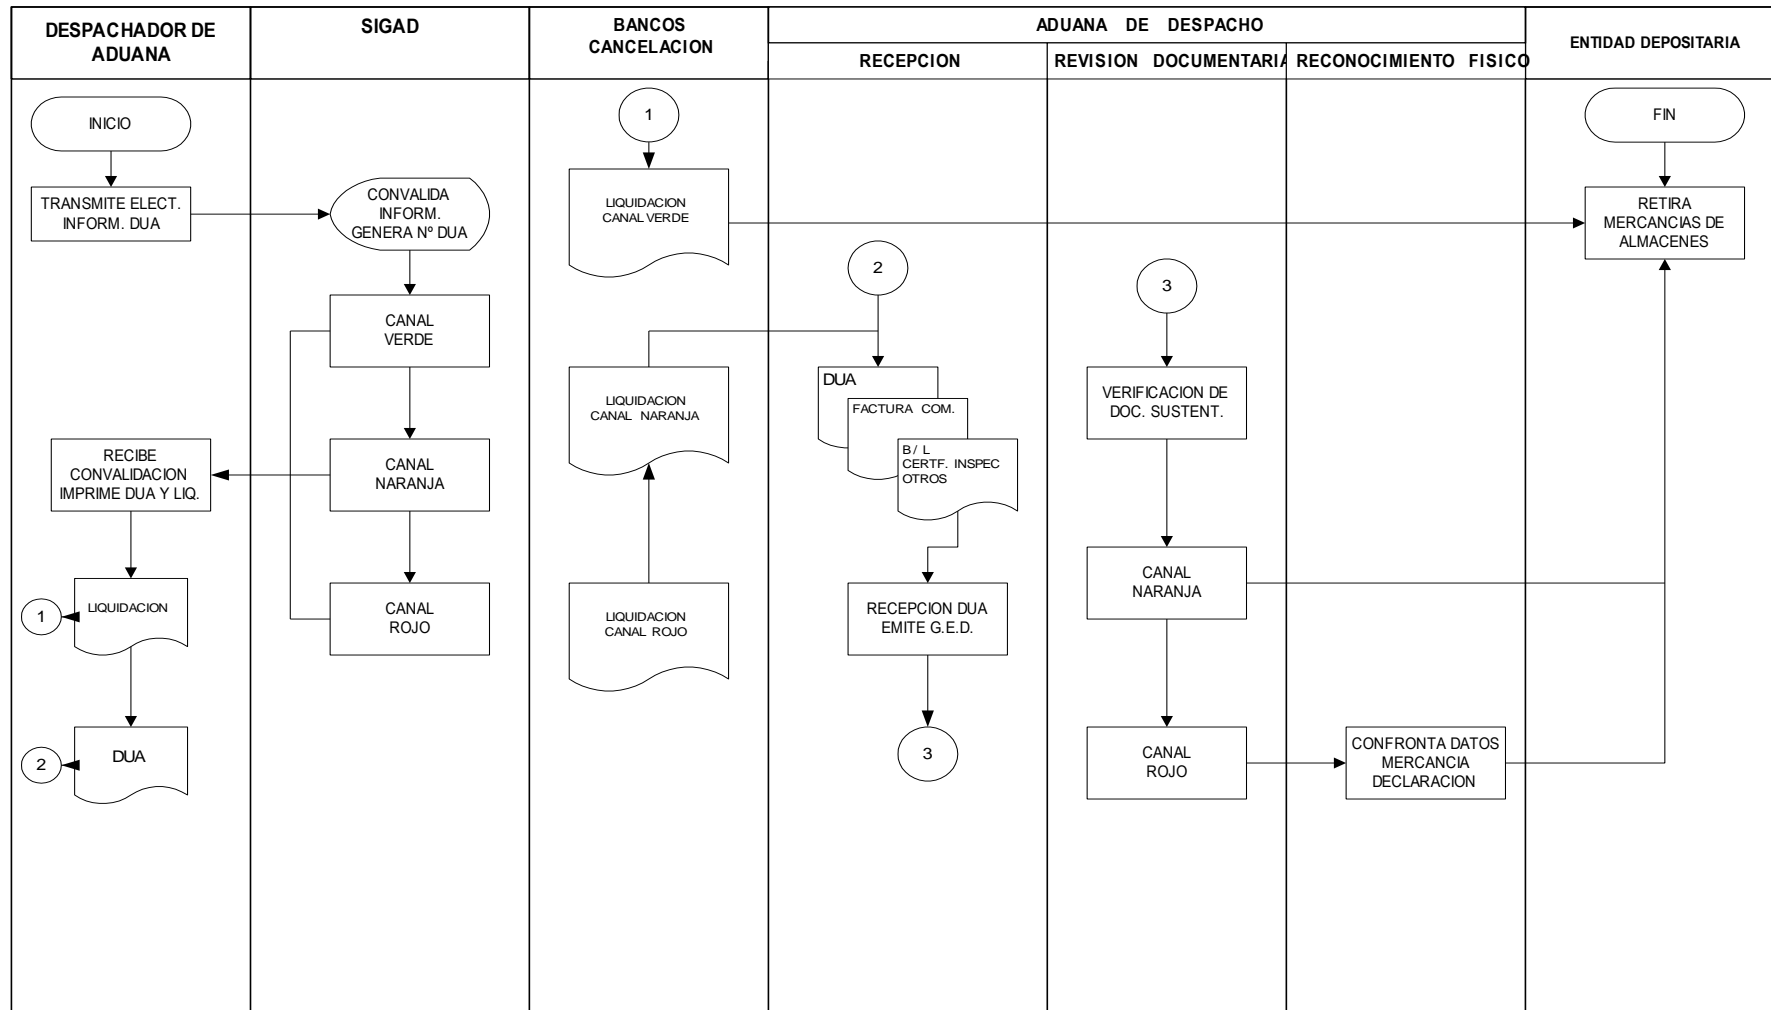 DESPACHADOR DE
ADUANA
SIGAD
BANCOS
CANCELACION
ADUANA DE DESPACHO
RECEPCION
REVISION DOCUMENTARIA
RECONOCIMIENTO FISICO
ENTIDAD DEPOSITARIA
INICIO
TRANSMITE ELECT.
INFORM. DUA
RECIBE
CONVALIDACION
IMPRIME DUA Y LIQ.
LIQUIDACION
1
DUA
2
CONVALIDA
INFORM.
GENERA Nº DUA
CANAL
VERDE
CANAL
NARANJA
CANAL
ROJO
1
LIQUIDACION
CANAL VERDE
LIQUIDACION
CANAL NARANJA
LIQUIDACION
CANAL ROJO
2
DUA
FACTURA COM.
B / L
CERTF. INSPEC
OTROS
RECEPCION DUA
EMITE G.E.D.
3
3
VERIFICACION DE
DOC. SUSTENT.
CANAL
NARANJA
CANAL
ROJO
CONFRONTA DATOS
MERCANCIA
DECLARACION
FIN
RETIRA
MERCANCIAS DE
ALMACENES